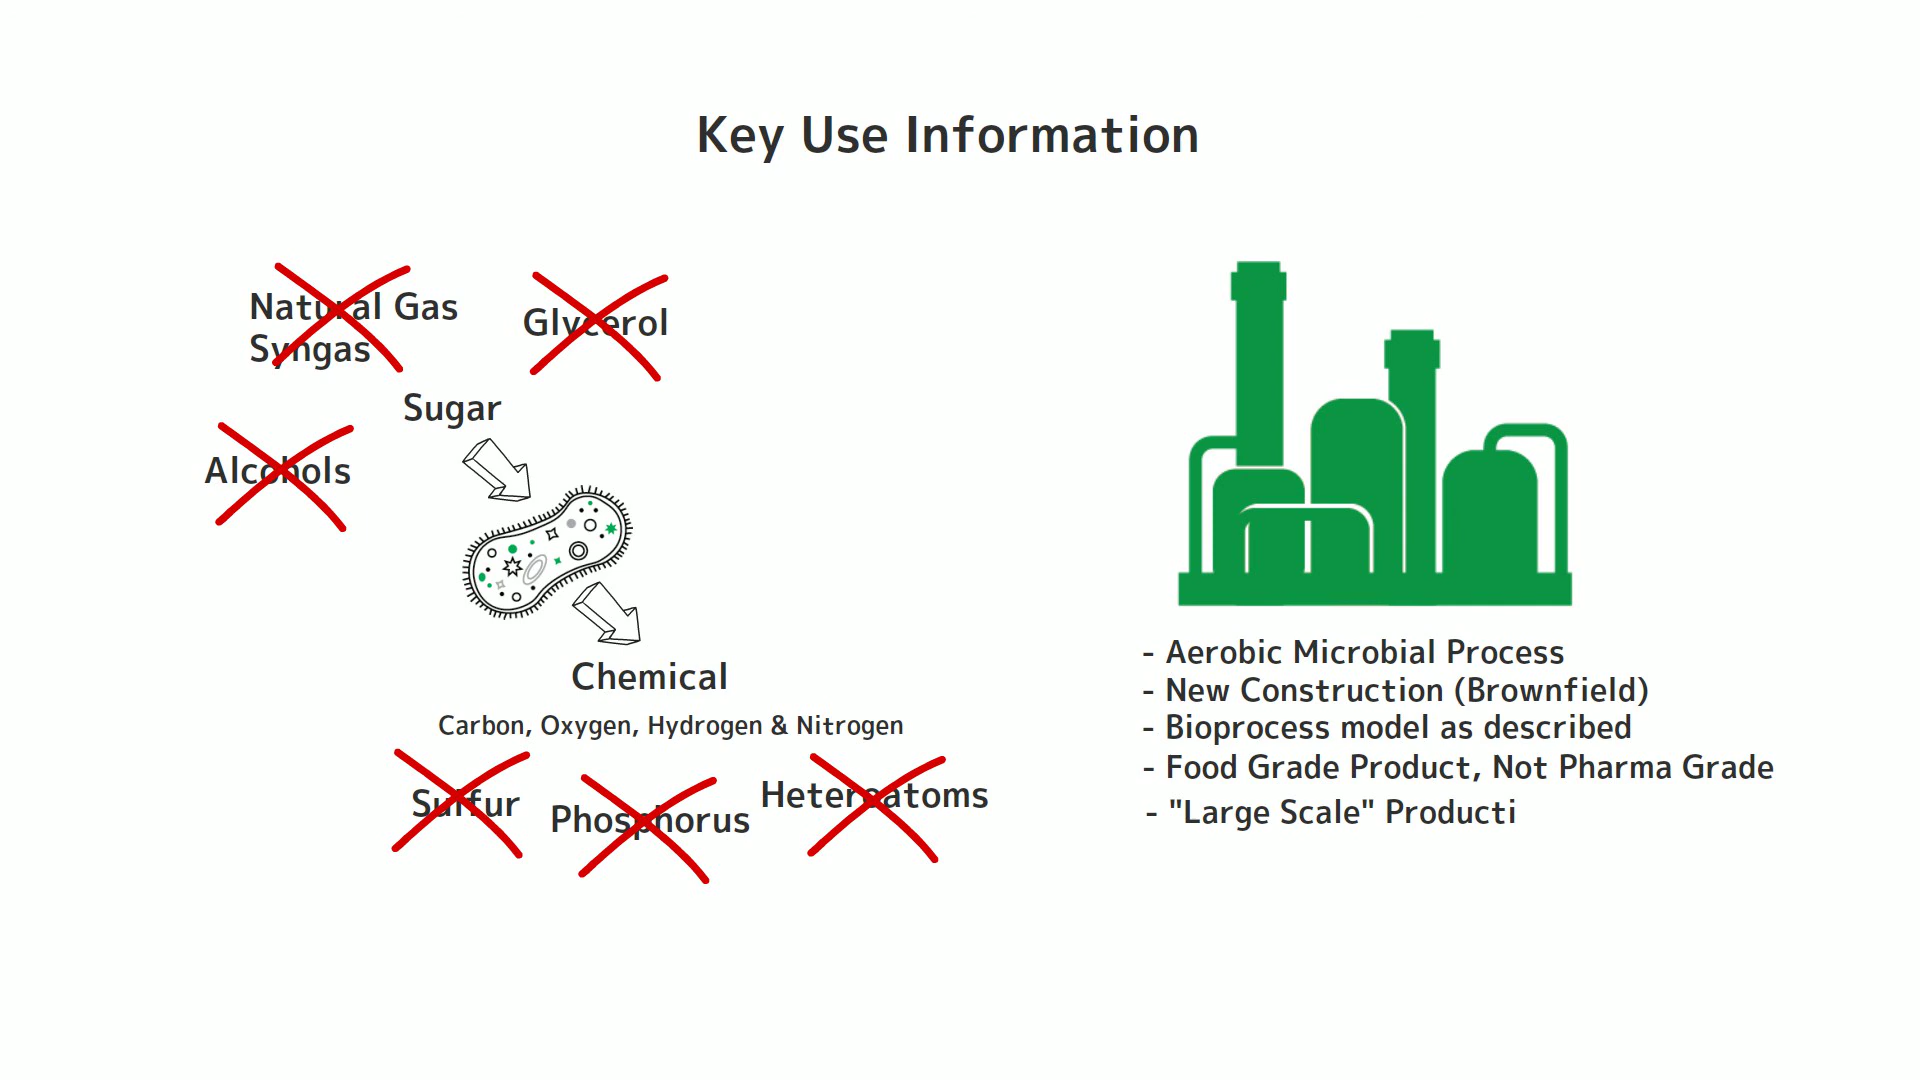 Key Use Information
Natural Gas
Syngas
Glycerol
Sugar
Alcohols
Chemical
Carbon, Oxygen, Hydrogen & Nitrogen
Sulfur
Phosphorus
Heteroatoms
- Aerobic Microbial Process
- New Construction (Brownfield)
- Bioprocess model as described
- Food Grade Product, Not Pharma Grade
- "Large Scale" Producti